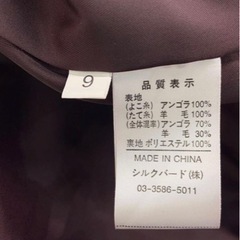 9
品質表示
表地
(よこ糸) アンゴラ100%
(たて糸) 羊 毛100%
(全体混率) アンゴラ 70%
羊 毛 30%
裏地 ポリエステル 100%
MADE IN CHINA
シルクバード(株)
03-3586-5011